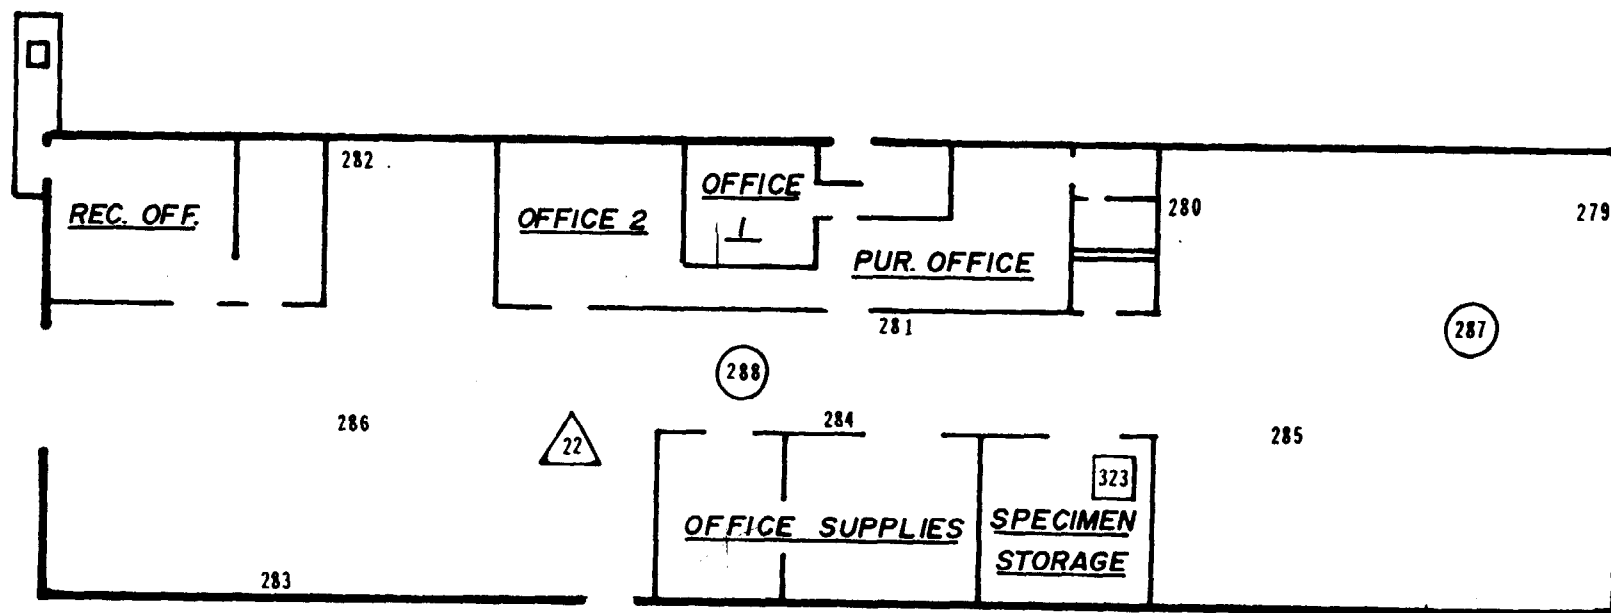 282
OFFICE
1
REC. OFF.
OFFICE 2
280
279
PUR. OFFICE
281
287
288
286
284
285
22
323
OFFICE SUPPLIES
SPECIMEN
STORAGE
283